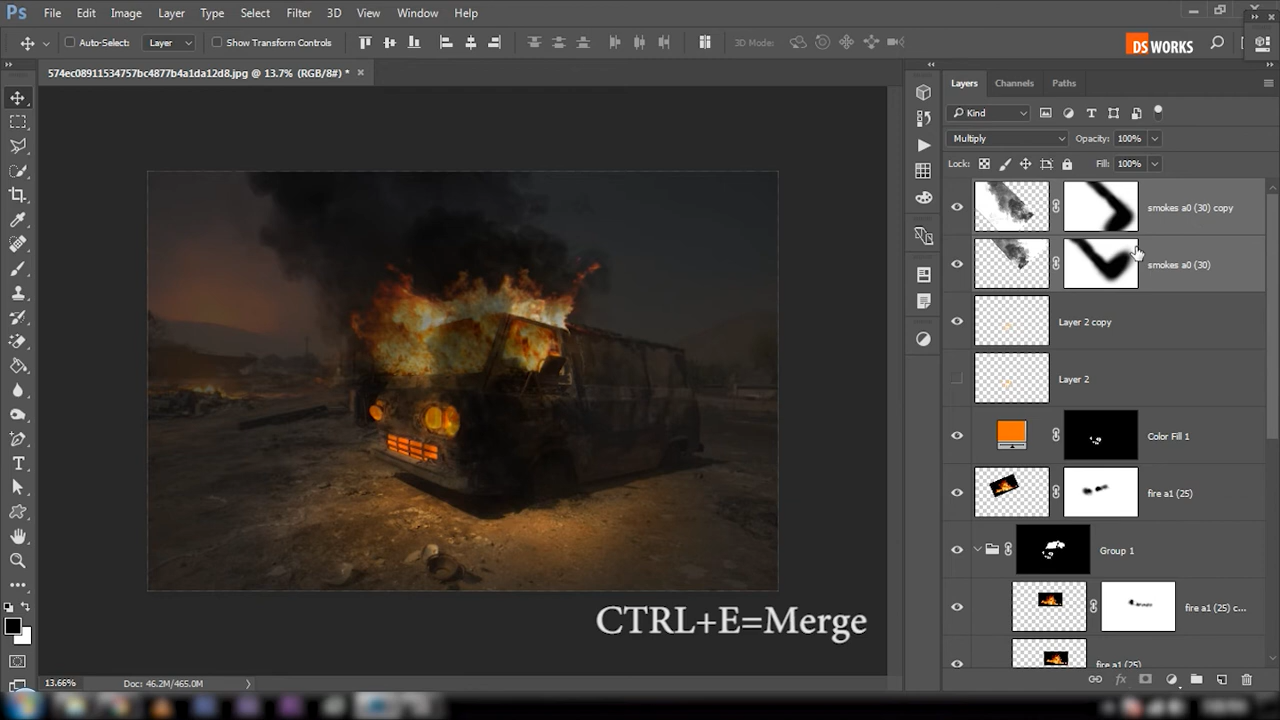 Ps File Edit Image Layer Type Select Filter 3D View Window Help
Auto-Select: Layer Show Transform Controls 3D Mode: DS WORKS
574ec08911534757bc4877b4a1da12d8.jpg @ 13.7% (RGB/8#) *
Layers Channels Paths
Kind
Multiply Opacity: 100%
Lock: Fill: 100%
smokes a0 (30) copy
smokes a0 (30)
Layer 2 copy
Layer 2
Color Fill 1
fire a1 (25)
Group 1
fire a1 (25) c...
fire a1 (25)
CTRL+E=Merge
13.66% Doc: 46.2M/465.0M